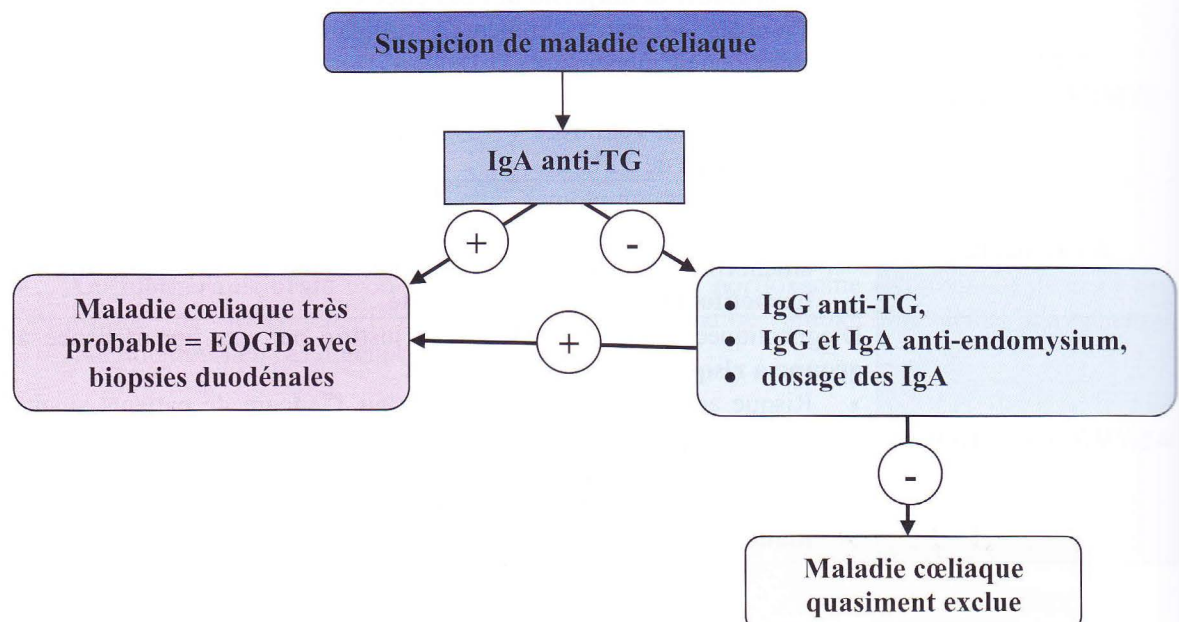 Suspicion de maladie cœliaque
IgA anti-TG
+
-
Maladie cœliaque très
probable = EOGD avec
biopsies duodénales
+
• IgG anti-TG,
• IgG et IgA anti-endomysium,
• dosage des IgA
-
Maladie cœliaque
quasiment exclue